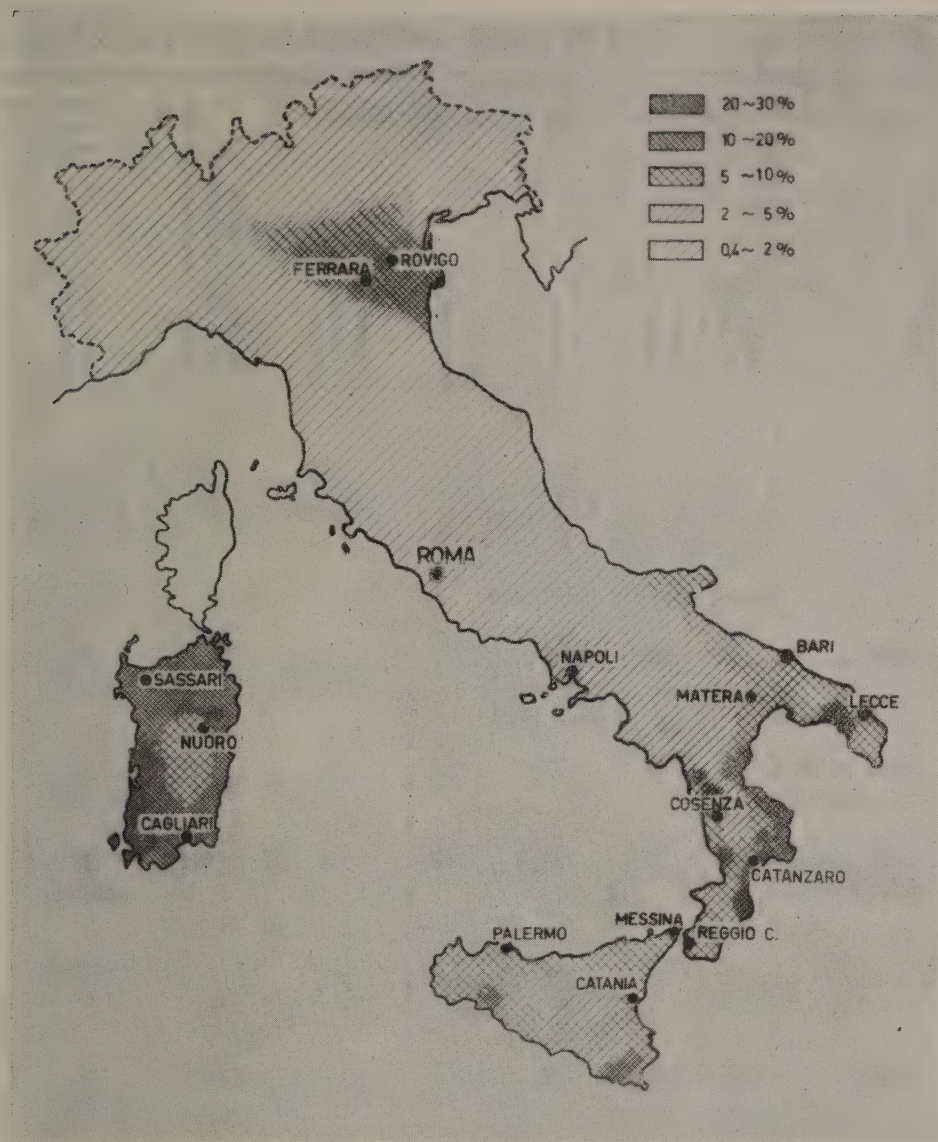 20~30%
10~20%
5 ~10%
2 ~ 5%
0,4~ 2%
FERRARA
ROVIGO
ROMA
NAPOLI
BARI
MATERA
LECCE
SASSARI
NUORO
CAGLIARI
COSENZA
CATANZARO
MESSINA
REGGIO C.
PALERMO
CATANIA